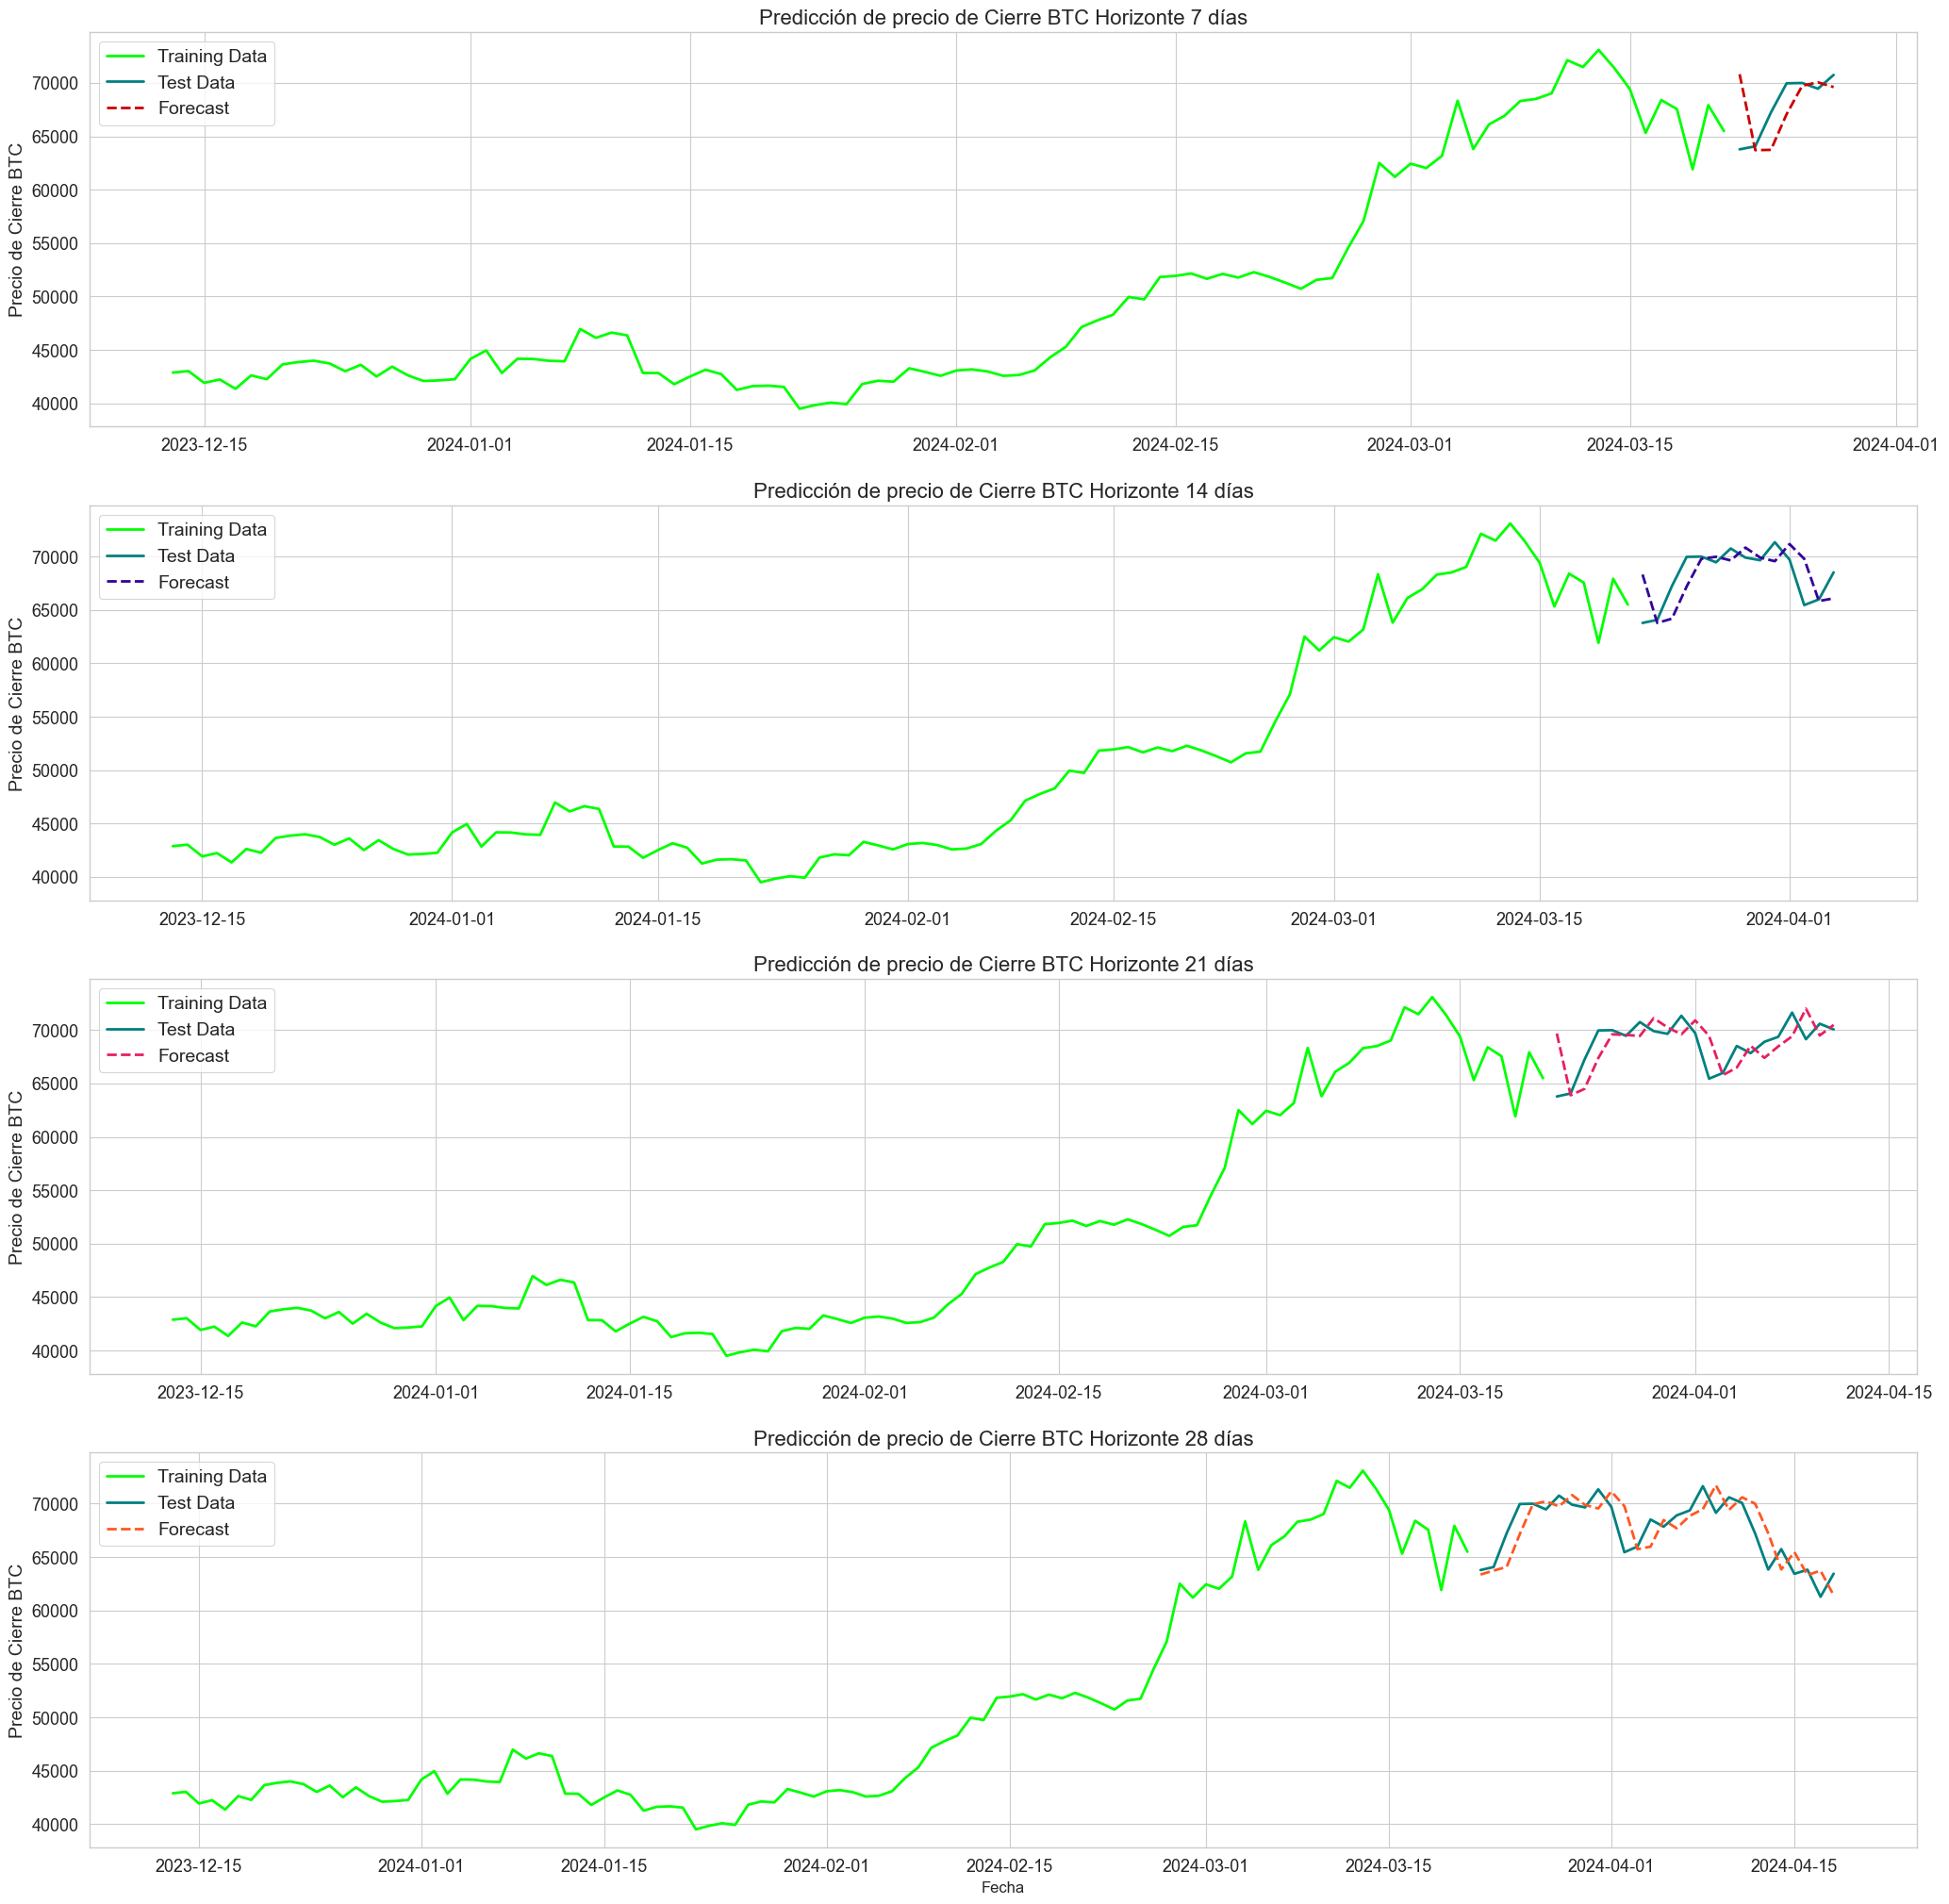 Predicción de precio de Cierre BTC Horizonte 7 días
Training Data
Test Data
Forecast
Precio de Cierre BTC
70000
65000
60000
55000
50000
45000
40000
2023-12-15 2024-01-01 2024-01-15 2024-02-01 2024-02-15 2024-03-01 2024-03-15 2024-04-01
Predicción de precio de Cierre BTC Horizonte 14 días
Training Data
Test Data
Forecast
Precio de Cierre BTC
70000
65000
60000
55000
50000
45000
40000
2023-12-15 2024-01-01 2024-01-15 2024-02-01 2024-02-15 2024-03-01 2024-03-15 2024-04-01
Predicción de precio de Cierre BTC Horizonte 21 días
Training Data
Test Data
Forecast
Precio de Cierre BTC
70000
65000
60000
55000
50000
45000
40000
2023-12-15 2024-01-01 2024-01-15 2024-02-01 2024-02-15 2024-03-01 2024-03-15 2024-04-01 2024-04-15
Predicción de precio de Cierre BTC Horizonte 28 días
Training Data
Test Data
Forecast
Precio de Cierre BTC
70000
65000
60000
55000
50000
45000
40000
2023-12-15 2024-01-01 2024-01-15 2024-02-01 2024-02-15 2024-03-01 2024-03-15 2024-04-01 2024-04-15
Fecha